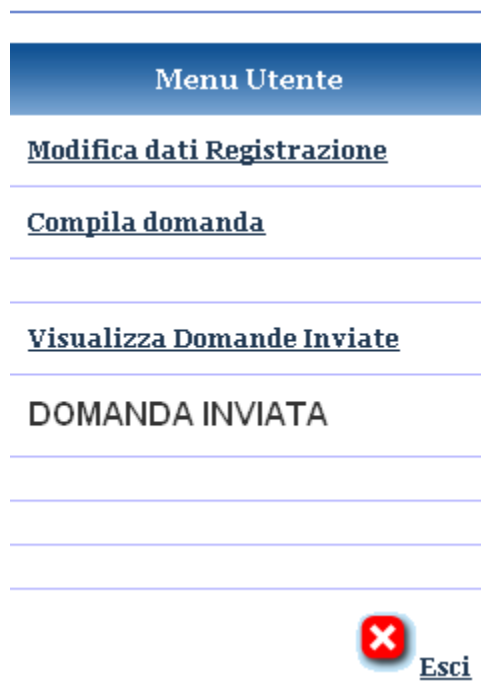 Menu Utente
Modifica dati Registrazione
Compila domanda
Visualizza Domande Inviate
DOMANDA INVIATA
Esci